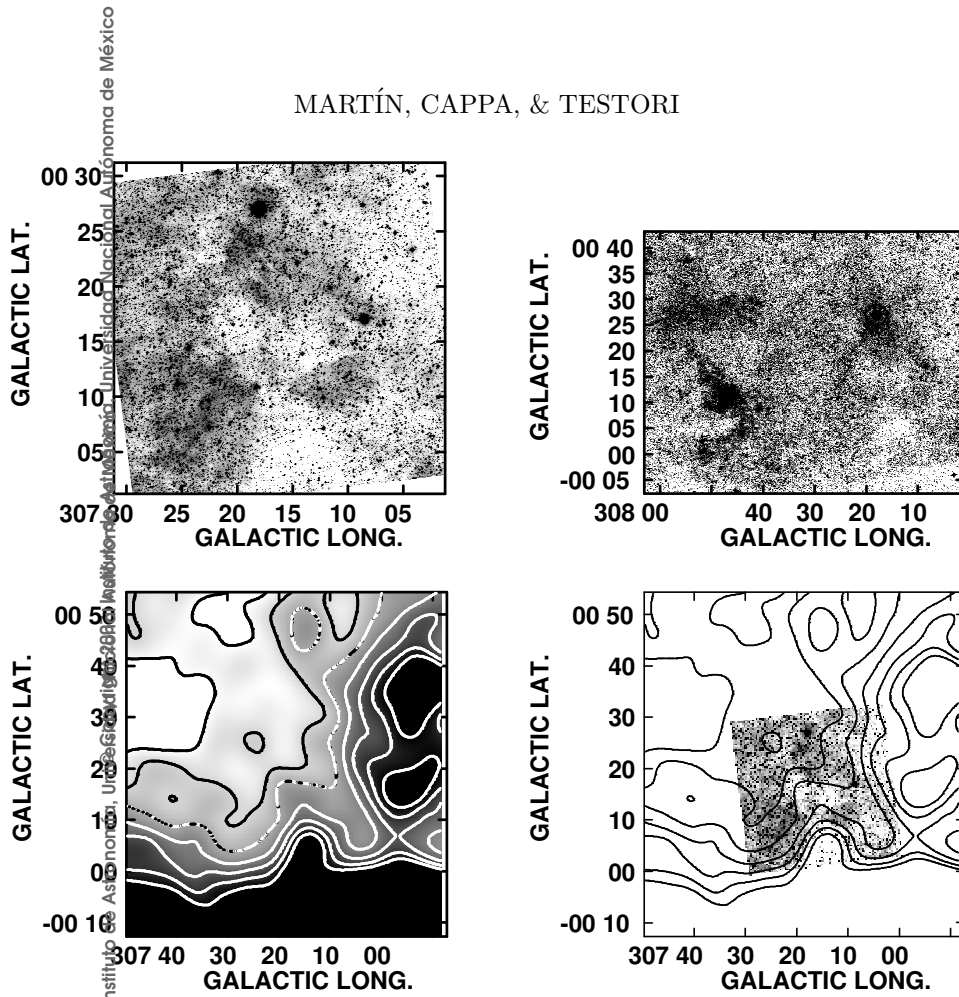 MARTÍN, CAPPA, & TESTORI
GALACTIC LAT.
00 30
25
20
15
10
05
307 30 25 20 15 10 05
GALACTIC LONG.
GALACTIC LAT.
00 40
35
30
25
20
15
10
05
00
-00 05
308 00 40 30 20 10
GALACTIC LONG.
GALACTIC LAT.
00 50
40
30
20
10
00
-00 10
307 40 30 20 10 00
GALACTIC LONG.
GALACTIC LAT.
00 50
40
30
20
10
00
-00 10
307 40 30 20 10 00
GALACTIC LONG.
Instituto de Astronomía, Universidad Nacional Autónoma de México